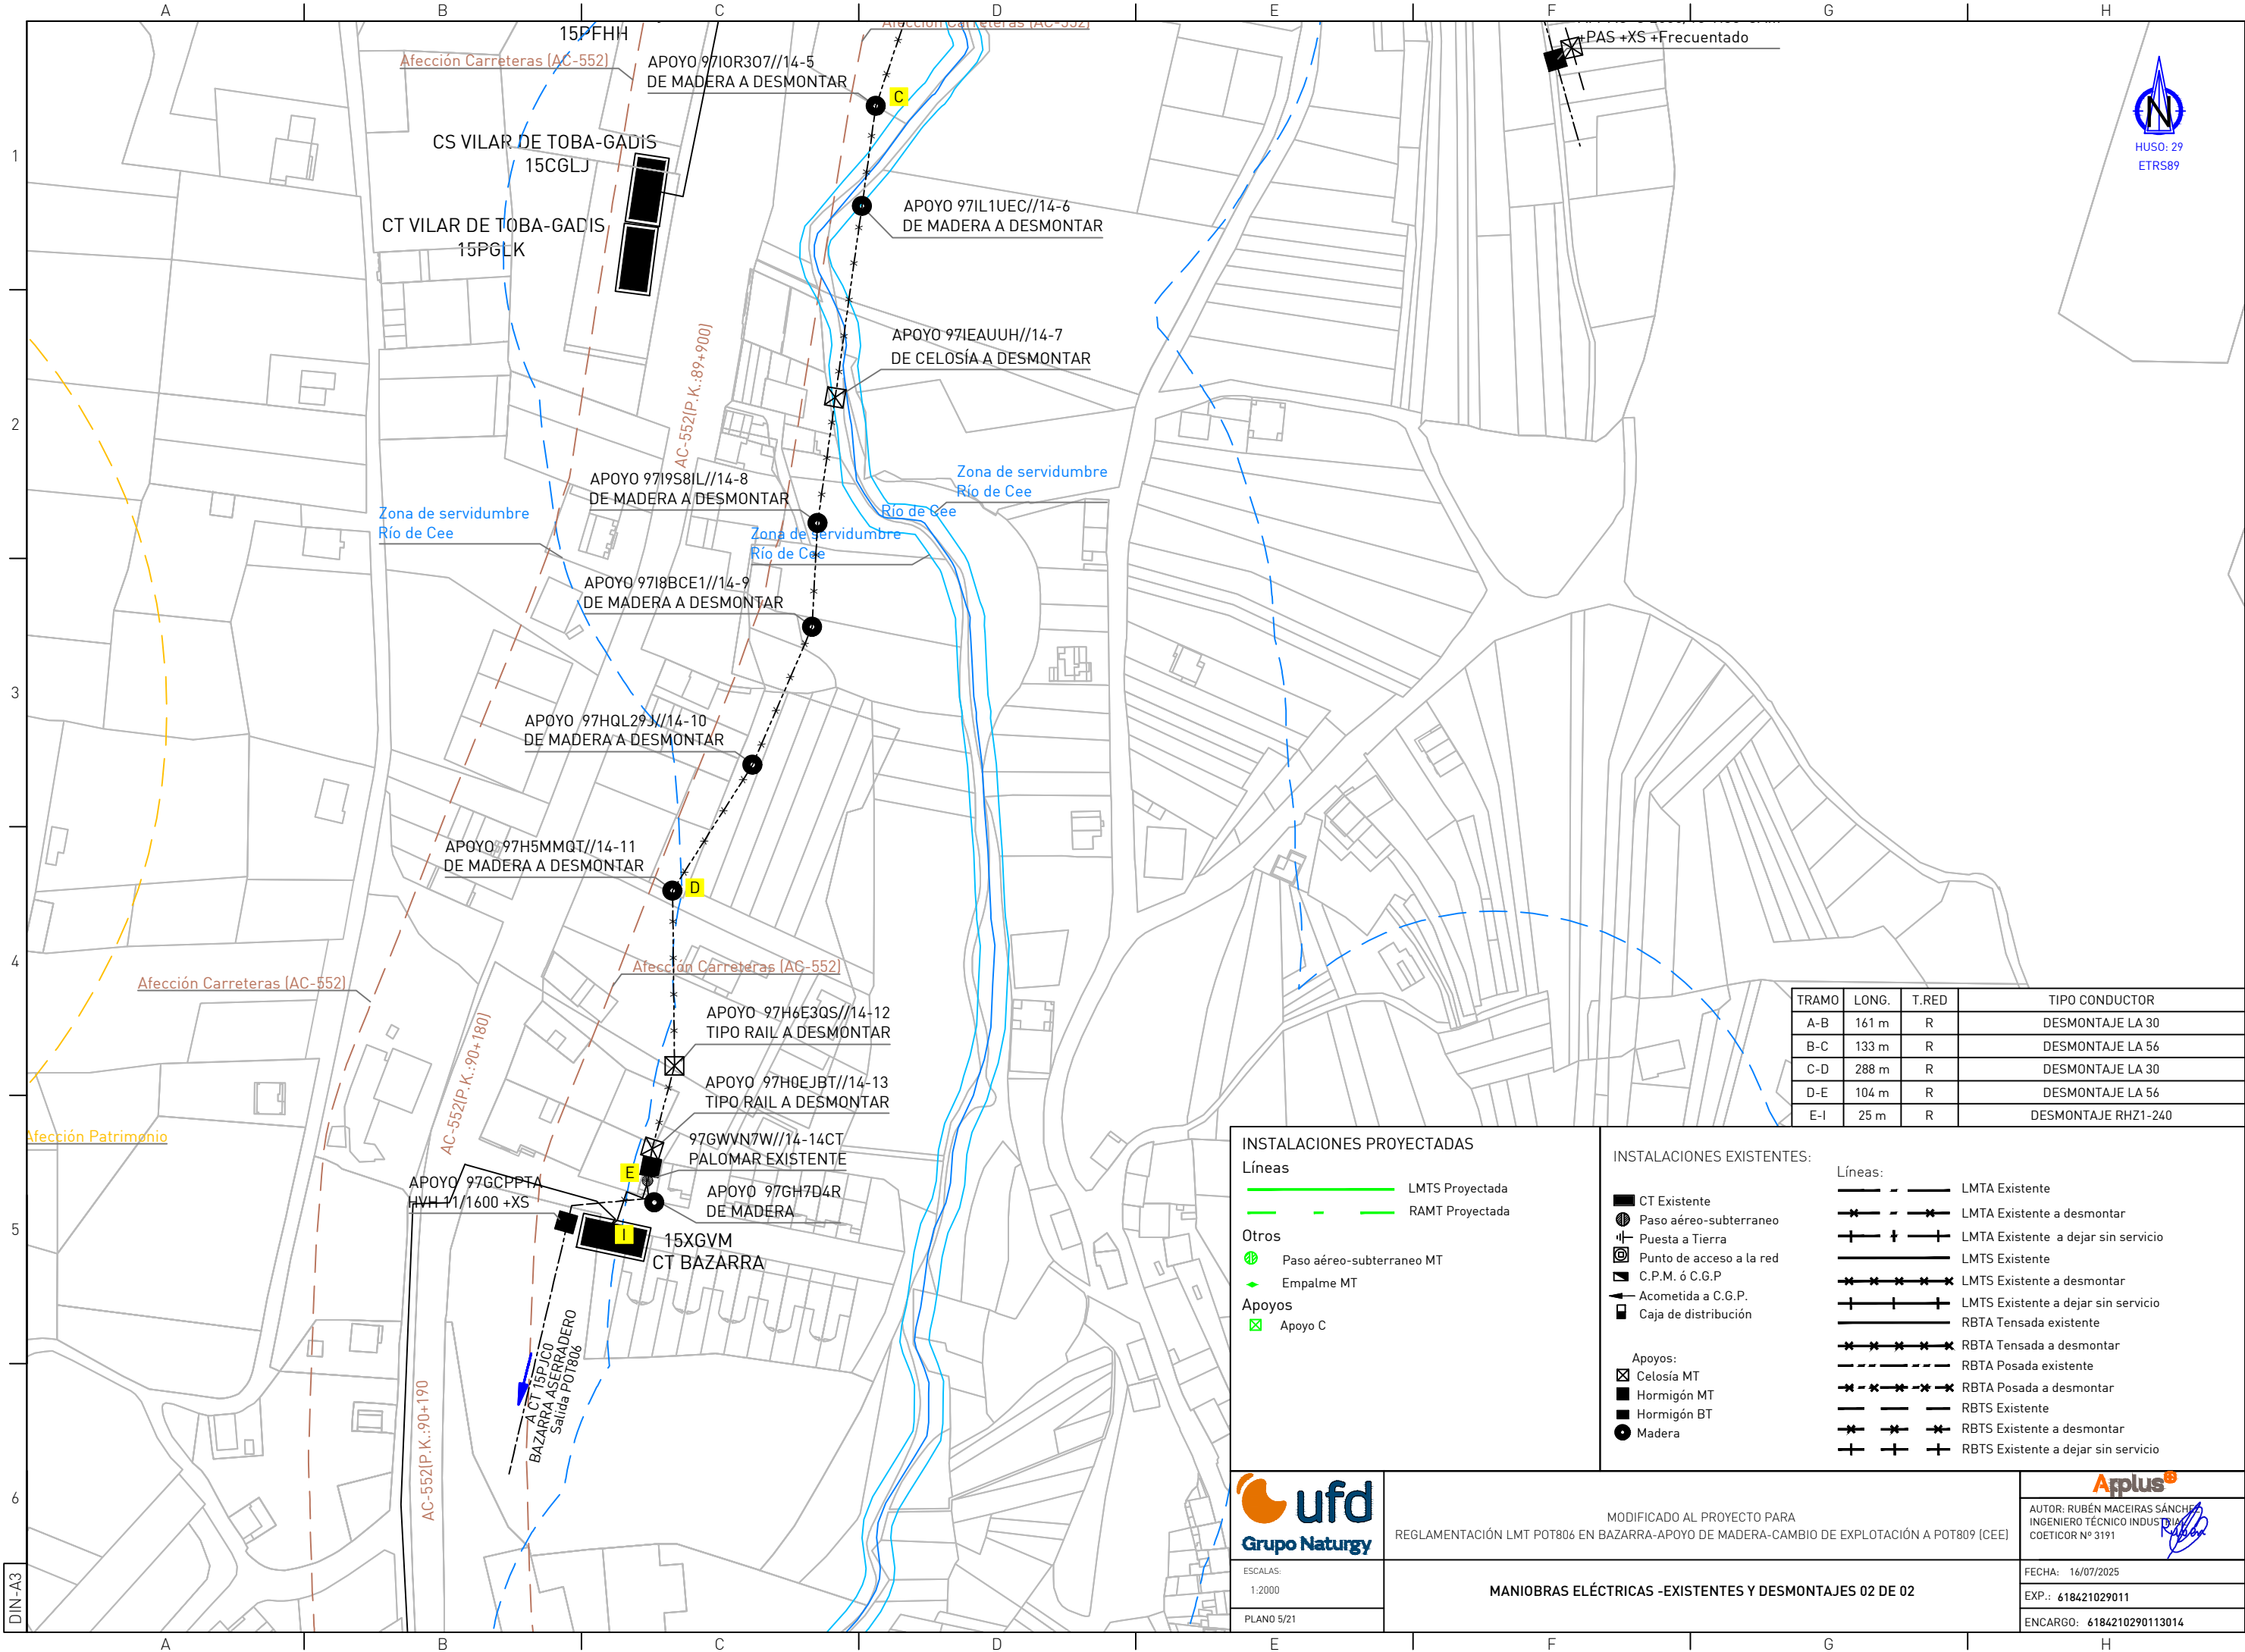 A B C D E F G H
1
2
3
4
5
6
DIN-A3
15PFHH
Afección Carreteras (AC-552)
Afección Carreteras (AC-552)
APOYO 97IOR3O7//14-5
DE MADERA A DESMONTAR
C
+PAS +XS +Frecuentado
N
HUSO: 29
ETRS89
CS VILAR DE TOBA-GADIS
15CGLJ
CT VILAR DE TOBA-GADIS
15PGLK
APOYO 97IL1UEC//14-6
DE MADERA A DESMONTAR
APOYO 97IEAUUH//14-7
DE CELOSÍA A DESMONTAR
AC-552(P.K.:89+900)
APOYO 97I9S8IL//14-8
DE MADERA A DESMONTAR
Zona de servidumbre
Río de Cee
Zona de servidumbre
Río de Cee
Río de Cee
Zona de servidumbre
Río de Cee
APOYO 97I8BCE1//14-9
DE MADERA A DESMONTAR
APOYO 97HQL29J//14-10
DE MADERA A DESMONTAR
APOYO 97H5MMQT//14-11
DE MADERA A DESMONTAR
D
Afección Carreteras (AC-552)
Afección Carreteras (AC-552)
AC-552(P.K.:90+180)
APOYO 97H6E3QS//14-12
TIPO RAIL A DESMONTAR
APOYO 97H0EJBT//14-13
TIPO RAIL A DESMONTAR
Afección Patrimonio
97GWVN7W//14-14CT
PALOMAR EXISTENTE
E
APOYO 97GCPPTA
HVH 11/1600 +XS
APOYO 97GH7D4R
DE MADERA
I
15XGVM
CT BAZARRA
A CT 15PJC0
BAZARRA ASERRADERO
Salida POT806
AC-552(P.K.:90+190
TRAMO LONG. T.RED TIPO CONDUCTOR
A-B 161 m R DESMONTAJE LA 30
B-C 133 m R DESMONTAJE LA 56
C-D 288 m R DESMONTAJE LA 30
D-E 104 m R DESMONTAJE LA 56
E-I 25 m R DESMONTAJE RHZ1-240
INSTALACIONES PROYECTADAS
Líneas
LMTS Proyectada
RAMT Proyectada
Otros
Paso aéreo-subterraneo MT
Empalme MT
Apoyos
Apoyo C
INSTALACIONES EXISTENTES:
CT Existente
Paso aéreo-subterraneo
Puesta a Tierra
Punto de acceso a la red
C.P.M. ó C.G.P
Acometida a C.G.P.
Caja de distribución
Apoyos:
Celosía MT
Hormigón MT
Hormigón BT
Madera
Líneas:
LMTA Existente
LMTA Existente a desmontar
LMTA Existente a dejar sin servicio
LMTS Existente
LMTS Existente a desmontar
LMTS Existente a dejar sin servicio
RBTA Tensada existente
RBTA Tensada a desmontar
RBTA Posada existente
RBTA Posada a desmontar
RBTS Existente
RBTS Existente a desmontar
RBTS Existente a dejar sin servicio
ufd
Grupo Naturgy
ESCALAS:
1:2000
PLANO 5/21
MODIFICADO AL PROYECTO PARA
REGLAMENTACIÓN LMT POT806 EN BAZARRA-APOYO DE MADERA-CAMBIO DE EXPLOTACIÓN A POT809 (CEE)
MANIOBRAS ELÉCTRICAS -EXISTENTES Y DESMONTAJES 02 DE 02
Applus+
AUTOR: RUBÉN MACEIRAS SÁNCHEZ
INGENIERO TÉCNICO INDUSTRIAL
COETICOR Nº 3191
FECHA: 16/07/2025
EXP.: 618421029011
ENCARGO: 6184210290113014
A B C D E F G H